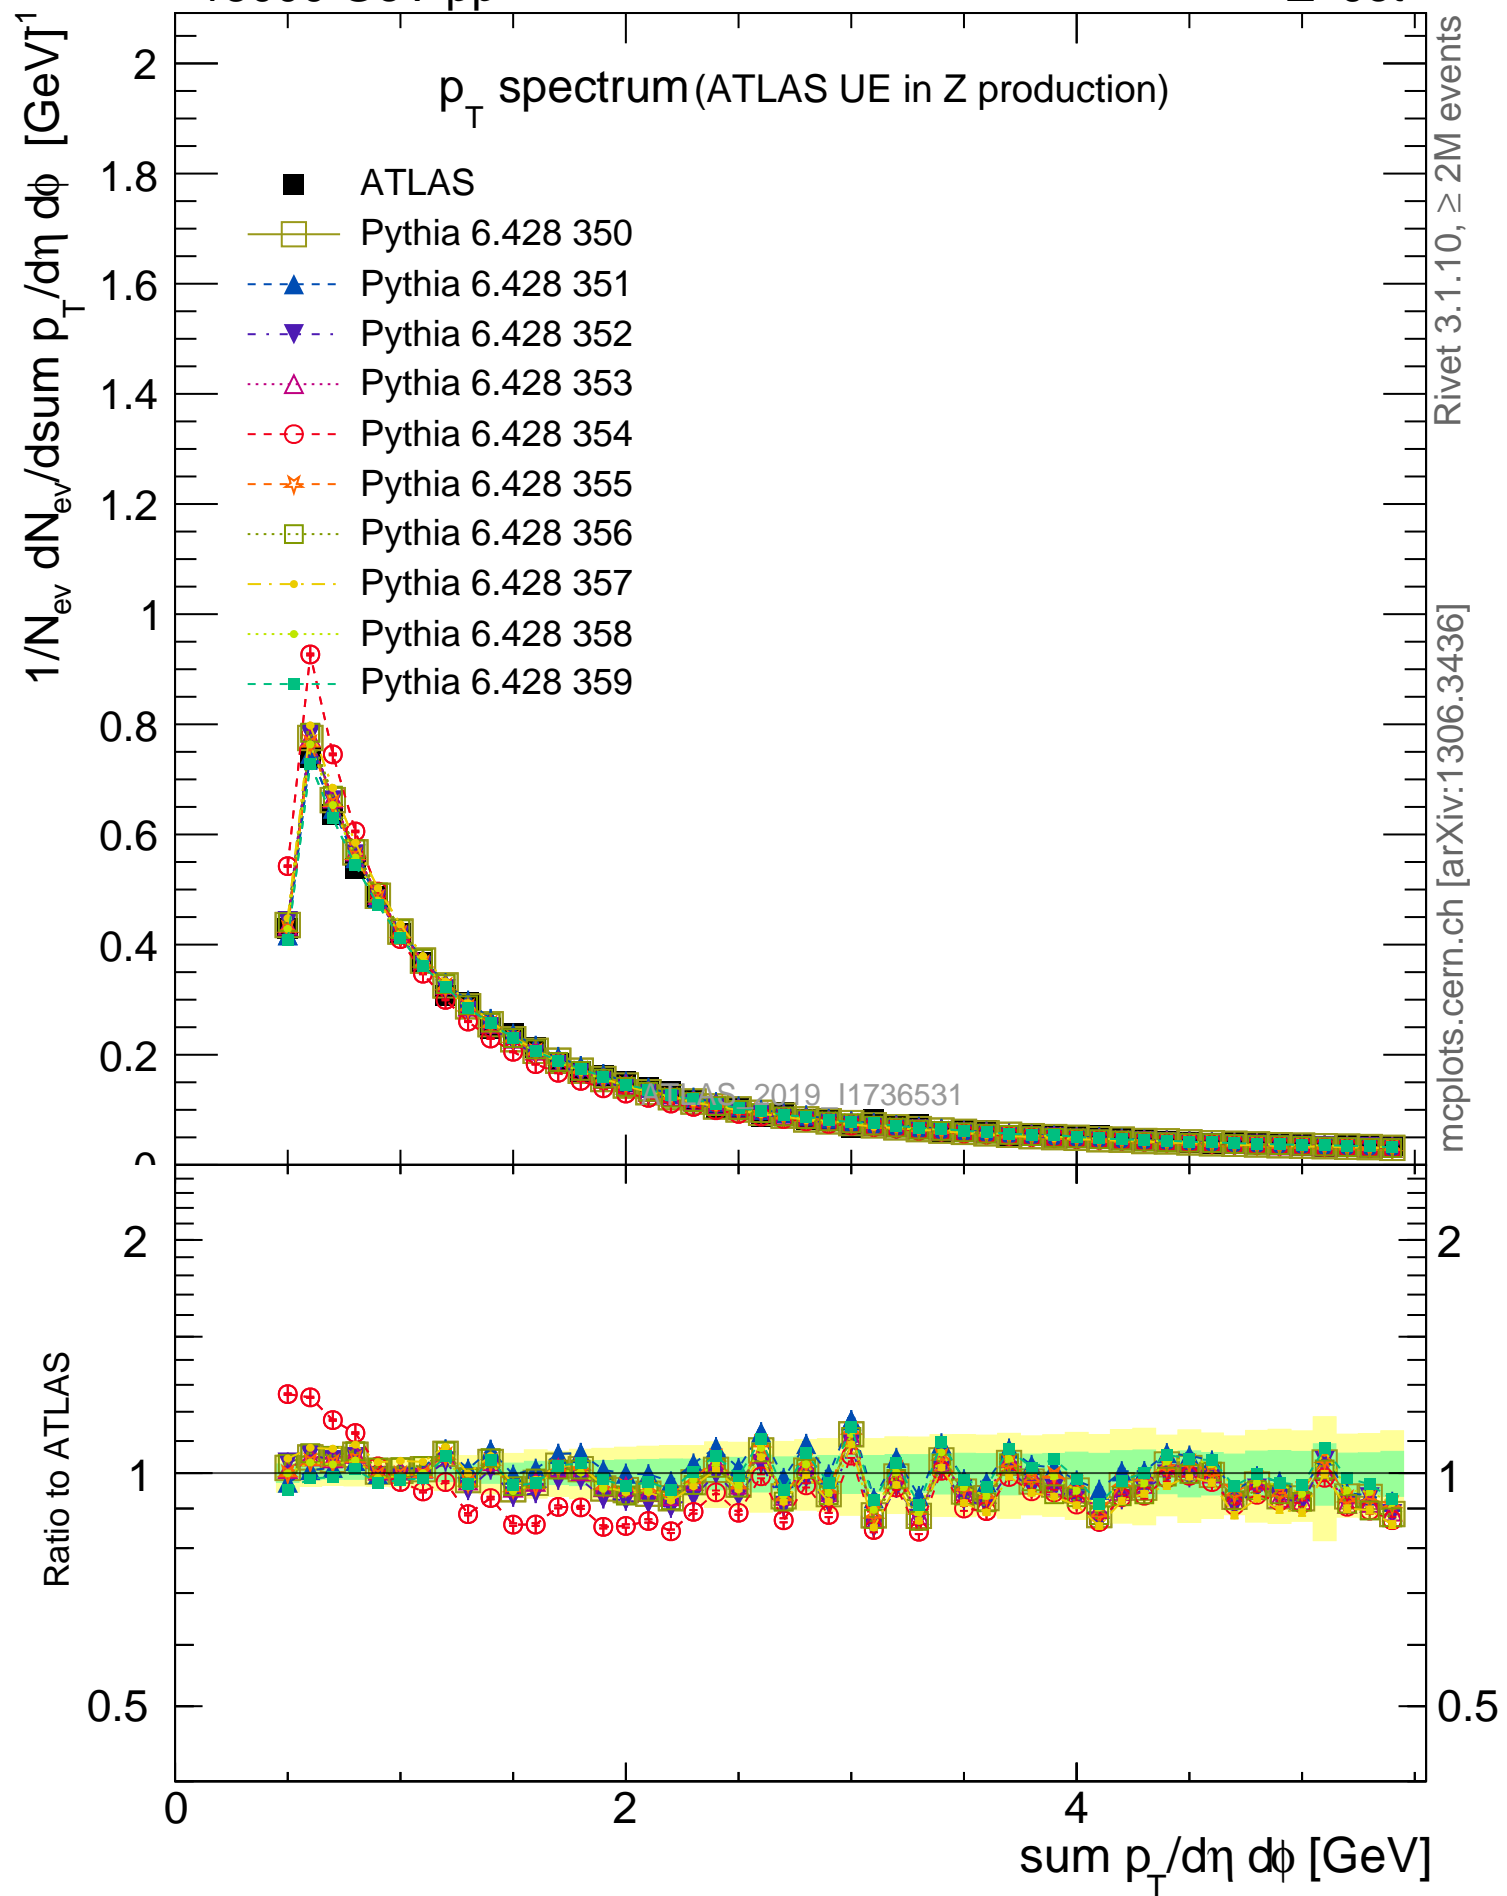 1/N_ev dN_ev/dsum p_T/dη dϕ [GeV]^-1
p_T spectrum (ATLAS UE in Z production)
ATLAS
Pythia 6.428 350
Pythia 6.428 351
Pythia 6.428 352
Pythia 6.428 353
Pythia 6.428 354
Pythia 6.428 355
Pythia 6.428 356
Pythia 6.428 357
Pythia 6.428 358
Pythia 6.428 359
2
1.8
1.6
1.4
1.2
1
0.8
0.6
0.4
0.2
0
ATLAS_2019_I1736531
Rivet 3.1.10, ≥ 2M events
mcplots.cern.ch [arXiv:1306.3436]
Ratio to ATLAS
2
1
0.5
2
1
0.5
0
2
4
sum p_T/dη dϕ [GeV]